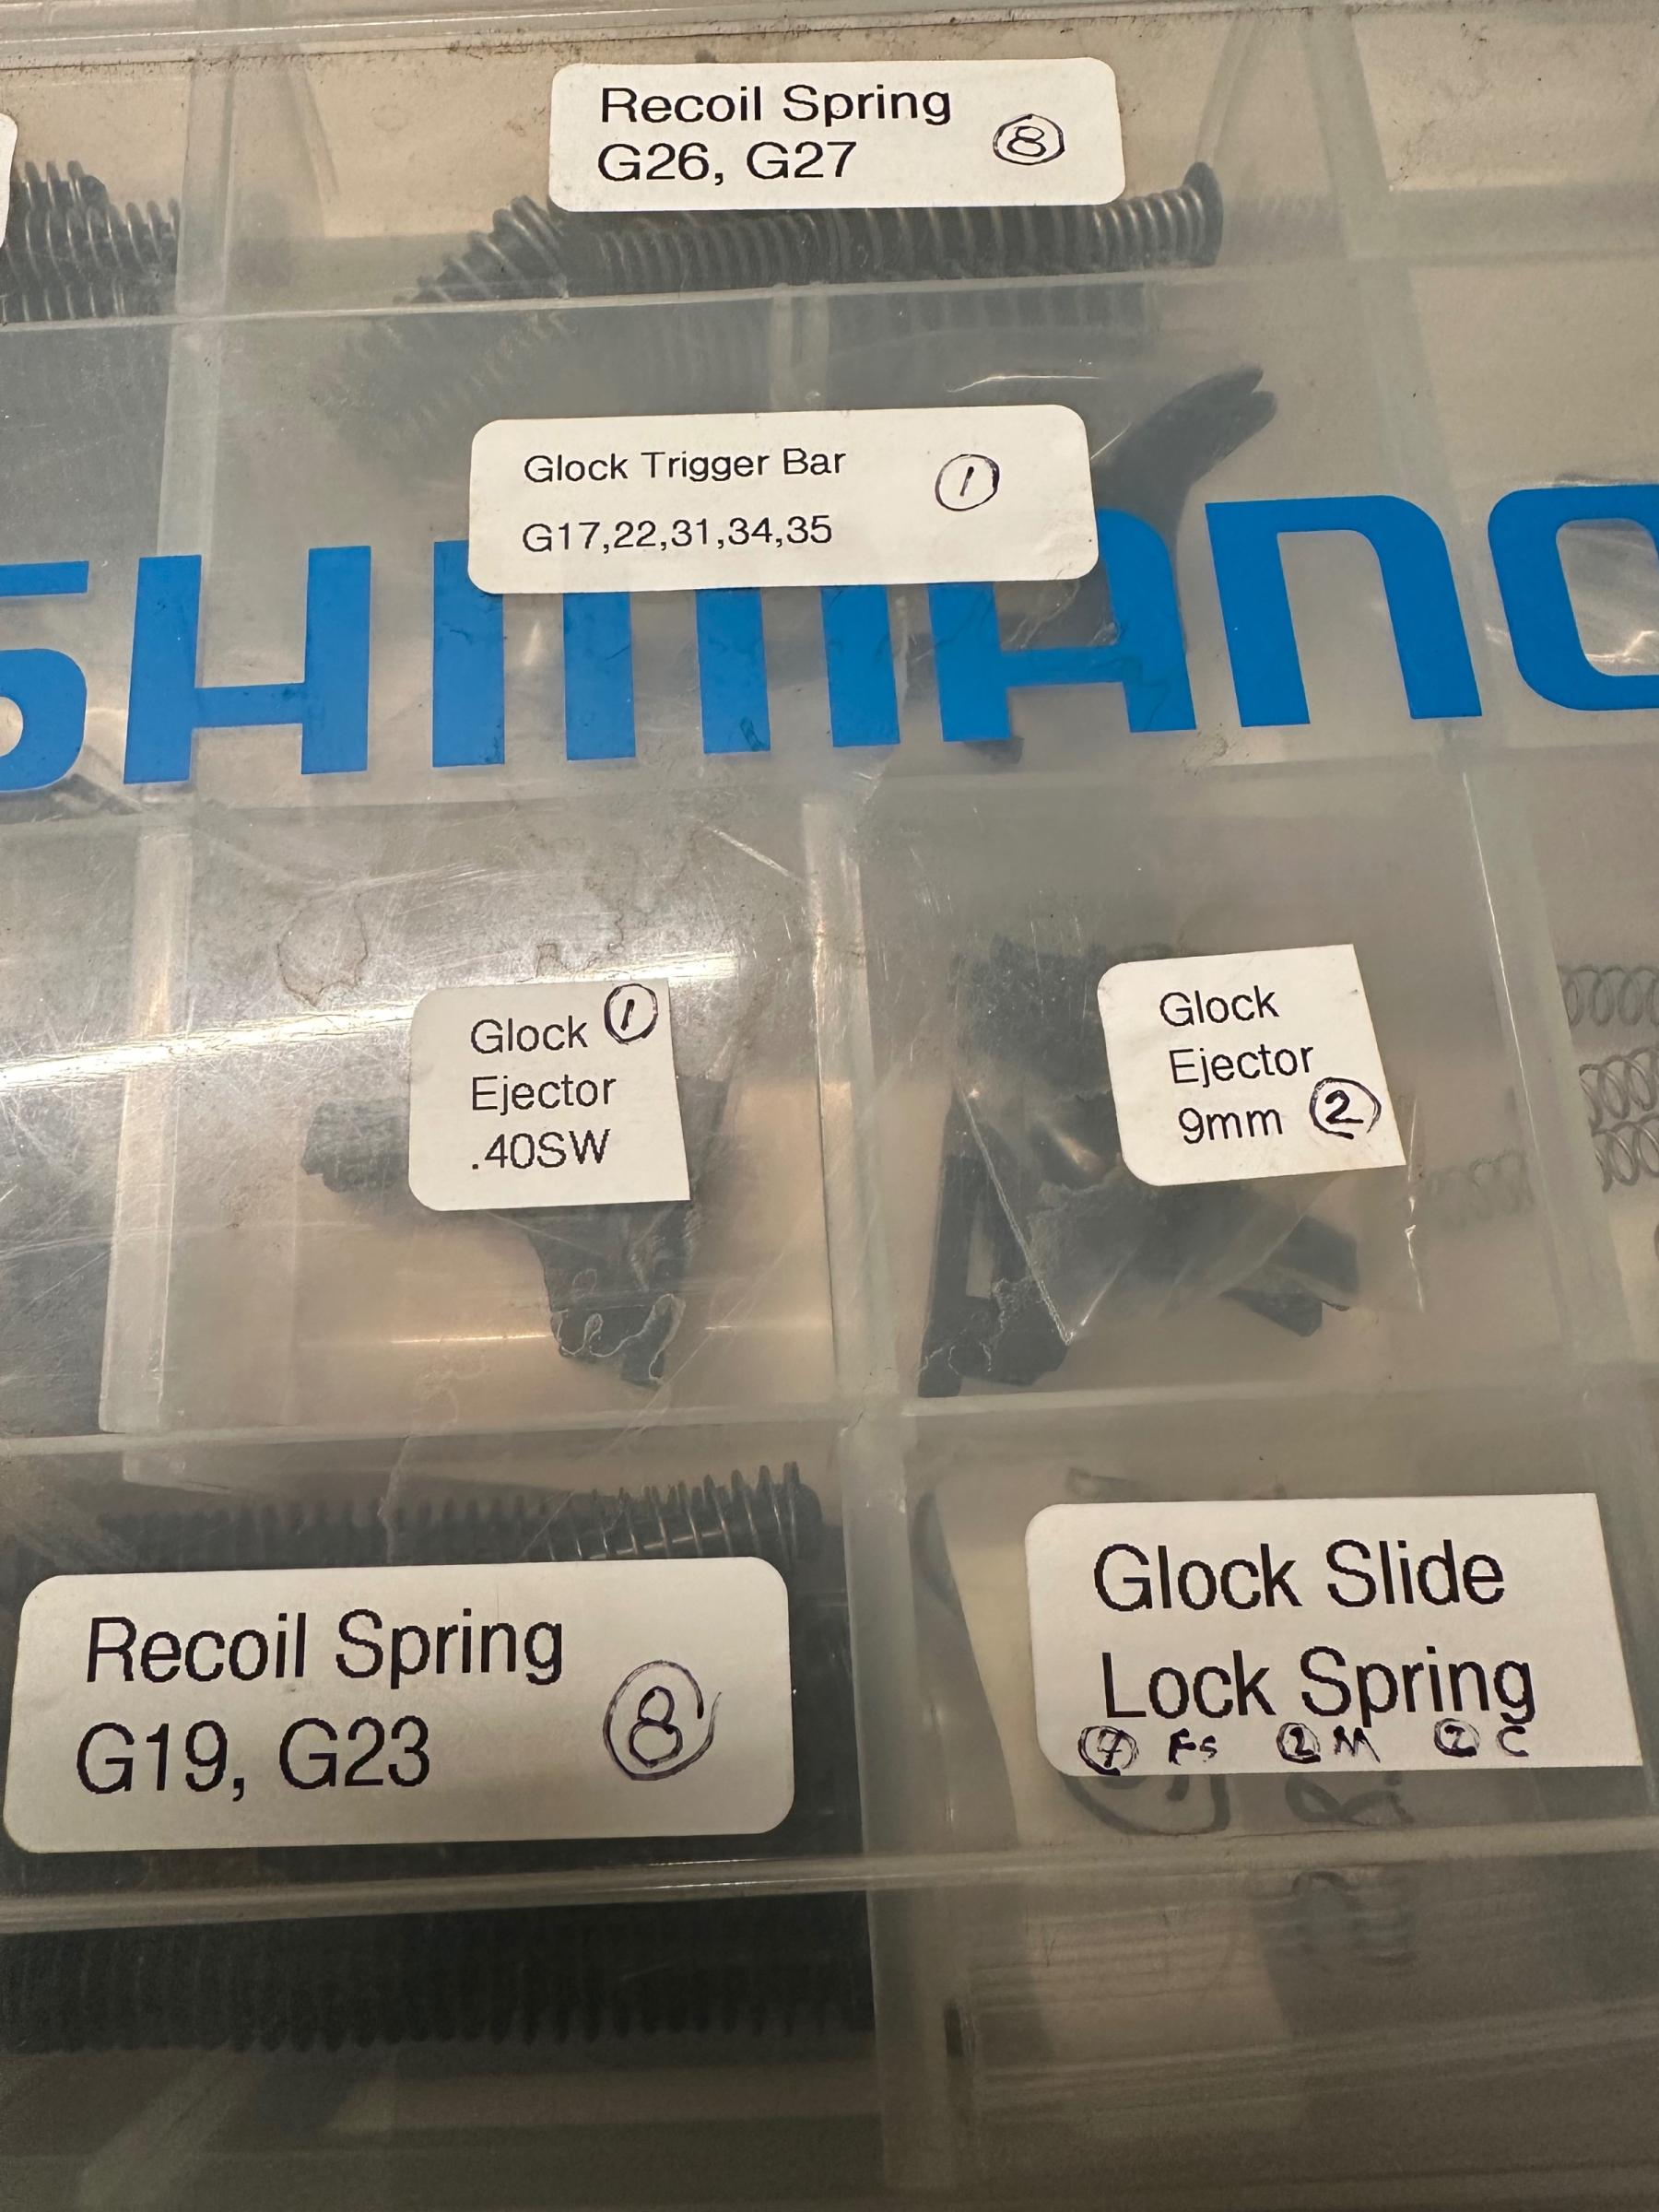 Recoil Spring
G26, G27 8
Glock Trigger Bar 1
G17,22,31,34,35
SHIMANO
Glock 1
Ejector
.40SW
Glock
Ejector
9mm 2
Recoil Spring
G19, G23 8
Glock Slide
Lock Spring
FS 2 M 2 C